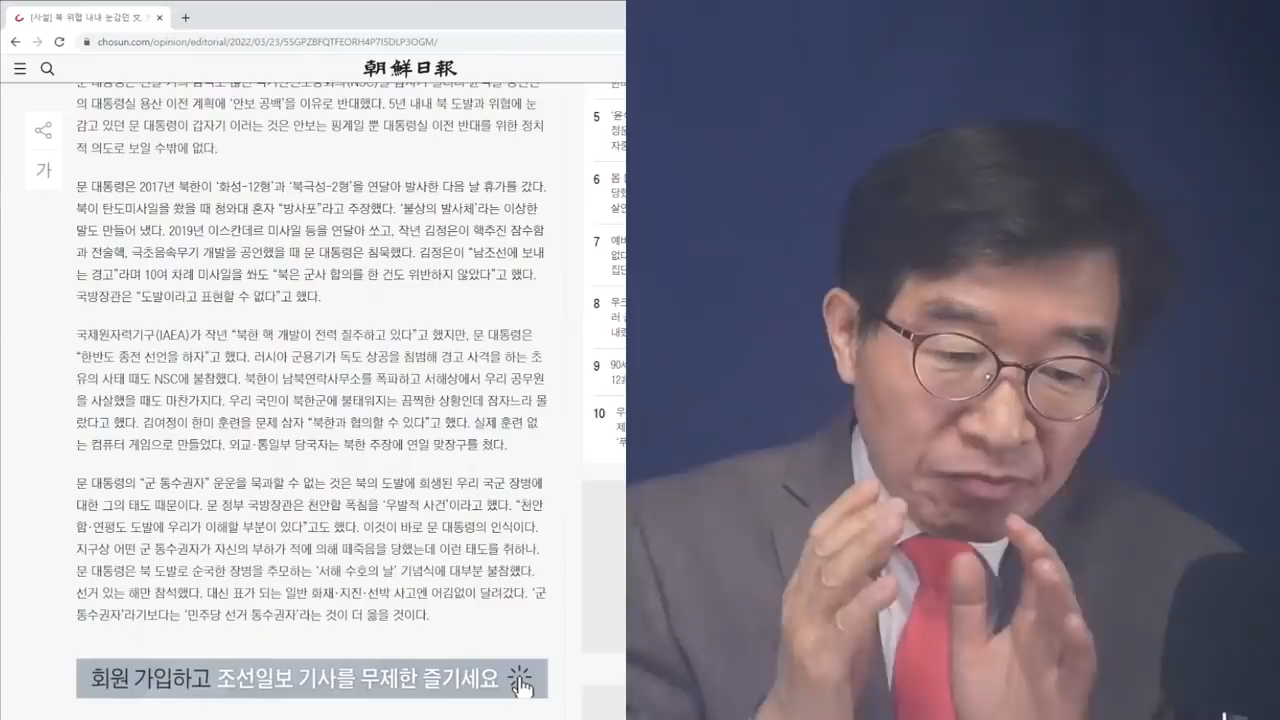 [사설] 북 위협 내내 눈감던 文
chosun.com/opinion/editorial/2022/03/23/55GPZBFQTFEORH4P7I5DLP3OGM/
朝鮮日報
의 대통령실 용산 이전 계획에 ‘안보 공백’을 이유로 반대했다. 5년 내내 북 도발과 위협에 눈
감고 있던 문 대통령이 갑자기 이러는 것은 안보는 핑계일 뿐 대통령실 이전 반대를 위한 정치
적 의도로 보일 수밖에 없다.
가
문 대통령은 2017년 북한이 ‘화성-12형’과 ‘북극성-2형’을 연달아 발사한 다음 날 휴가를 갔다.
북이 탄도미사일을 쐈을 때 청와대 혼자 “방사포”라고 주장했다. ‘불상의 발사체’라는 이상한
말도 만들어 냈다. 2019년 이스칸데르 미사일 등을 연달아 쏘고, 작년 김정은이 핵추진 잠수함
과 전술핵, 극초음속무기 개발을 공언했을 때 문 대통령은 침묵했다. 김정은이 “남조선에 보내
는 경고”라며 10여 차례 미사일을 쏴도 “북은 군사 합의를 한 건도 위반하지 않았다”고 했다.
국방장관은 “도발이라고 표현할 수 없다”고 했다.
국제원자력기구(IAEA)가 작년 “북한 핵 개발이 전력 질주하고 있다”고 했지만, 문 대통령은
“한반도 종전 선언을 하자”고 했다. 러시아 군용기가 독도 상공을 침범해 경고 사격을 하는 초
유의 사태 때도 NSC에 불참했다. 북한이 남북연락사무소를 폭파하고 서해상에서 우리 공무원
을 사살했을 때도 마찬가지다. 우리 국민이 북한군에 불태워지는 끔찍한 상황인데 잠자느라 몰
랐다고 했다. 김여정이 한미 훈련을 문제 삼자 “북과 협의할 수 있다”고 했다. 실제 훈련 없
는 컴퓨터 게임으로 만들었다. 외교·통일부 당국자는 북한 주장에 연일 맞장구를 쳤다.
문 대통령의 “군 통수권자” 운운을 묵과할 수 없는 것은 북의 도발에 희생된 우리 국군 장병에
대한 그의 태도 때문이다. 문 정부 국방장관은 천안함 폭침을 ‘우발적 사건’이라고 했다. “천안
함·연평도 도발에 우리가 이해할 부분이 있다”고도 했다. 이것이 바로 문 대통령의 인식이다.
지구상 어떤 군 통수권자가 자신의 부하가 적에 의해 떼죽음을 당했는데 이런 태도를 취하나.
문 대통령은 북 도발로 순국한 장병을 추모하는 ‘서해 수호의 날’ 기념식에 대부분 불참했다.
선거 있는 해만 참석했다. 대신 표가 되는 일반 화재·지진·선박 사고엔 어김없이 달려갔다. ‘군
통수권자’라기보다는 ‘민주당 선거 통수권자’라는 것이 더 옳을 것이다.
회원 가입하고 조선일보 기사를 무제한 즐기세요
5
6
7
8
9
10